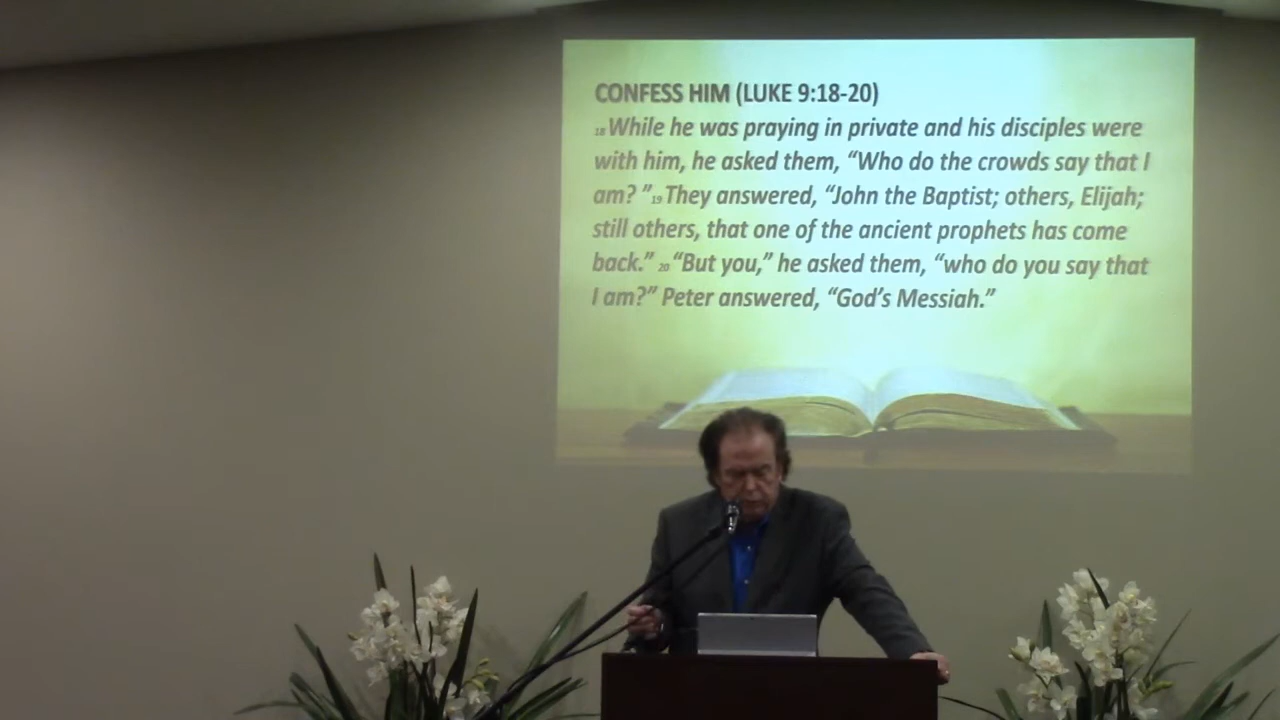 CONFESS HIM (LUKE 9:18-20)
18 While he was praying in private and his disciples were
with him, he asked them, “Who do the crowds say that I
am? ”19 They answered, “John the Baptist; others, Elijah;
still others, that one of the ancient prophets has come
back.” 20 “But you,” he asked them, “who do you say that
I am?” Peter answered, “God’s Messiah.”